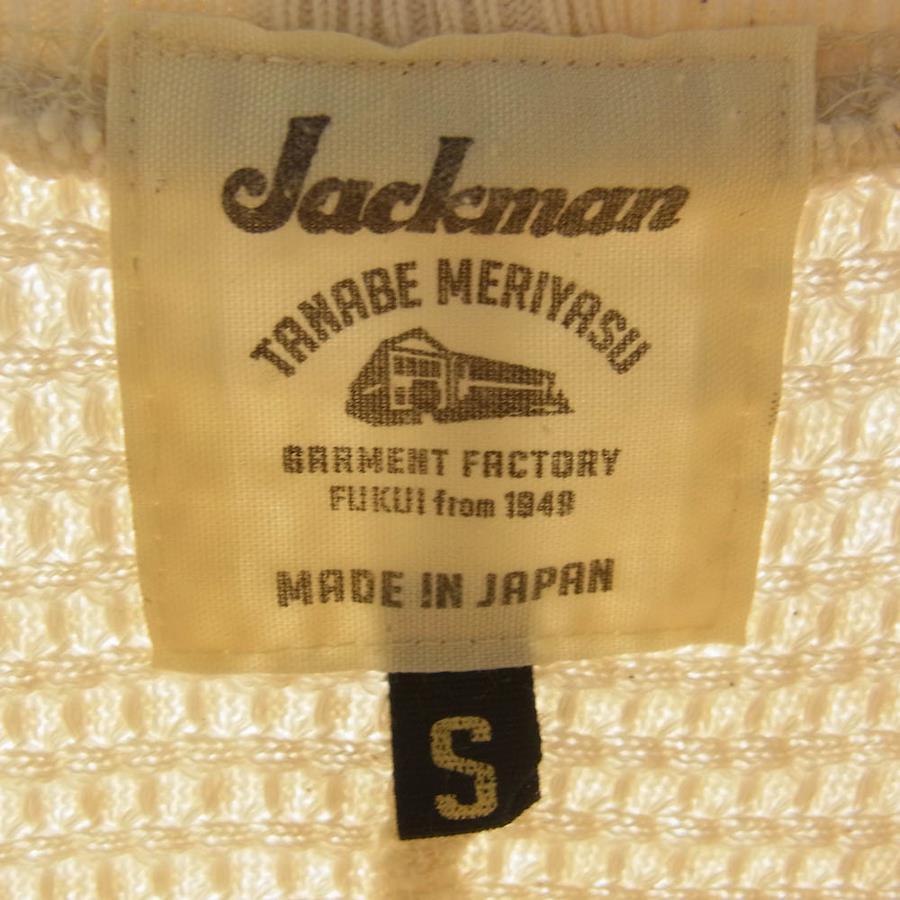 Jackman
TANABE MERIYASU
GARMENT FACTORY
FUKUI from 1949
MADE IN JAPAN
S